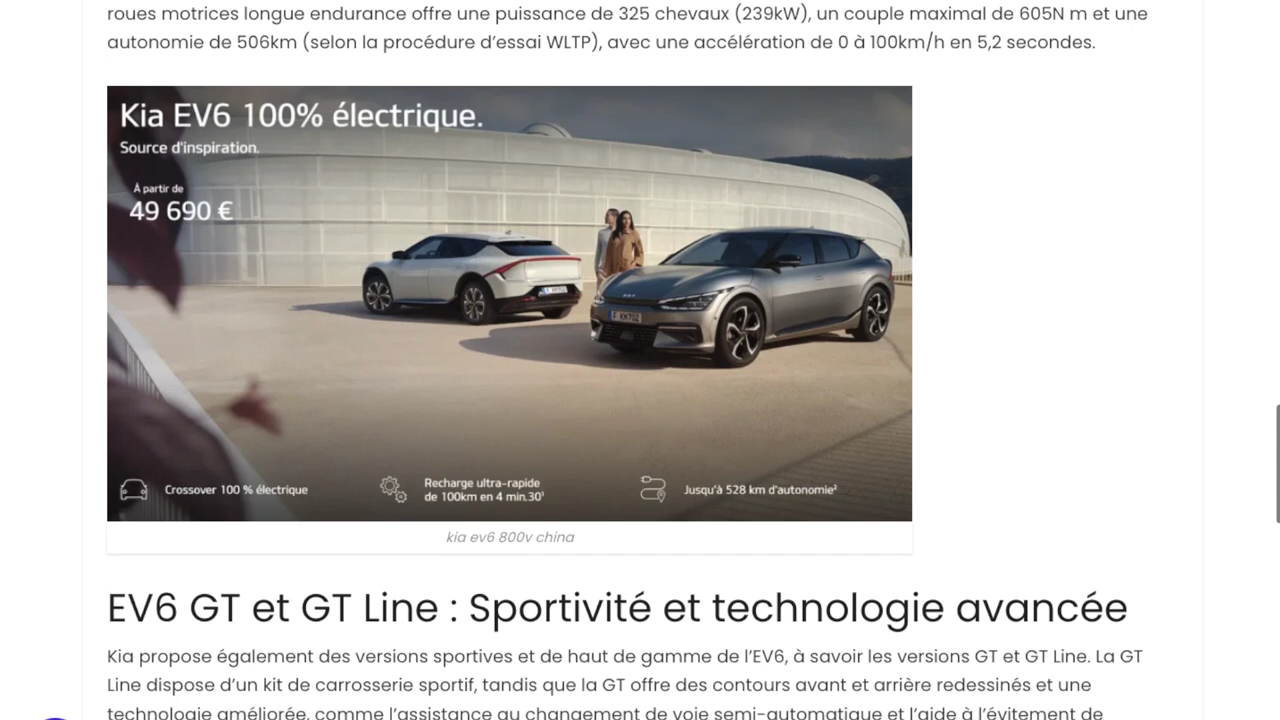 roues motrices longue endurance offre une puissance de 325 chevaux (239kW), un couple maximal de 605N m et une
autonomie de 506km (selon la procédure d’essai WLTP), avec une accélération de 0 à 100km/h en 5,2 secondes.
Kia EV6 100% électrique.
Source d'inspiration.
À partir de
49 690 €
F KM702
Crossover 100 % électrique
Recharge ultra-rapide
de 100km en 4 min.30¹
Jusqu'à 528 km d'autonomie²
kia ev6 800v china
EV6 GT et GT Line : Sportivité et technologie avancée
Kia propose également des versions sportives et de haut de gamme de l’EV6, à savoir les versions GT et GT Line. La GT
Line dispose d’un kit de carrosserie sportif, tandis que la GT offre des contours avant et arrière redessinés et une
technologie améliorée, comme l’assistance au changement de voie semi-automatique et l’aide à l’évitement de